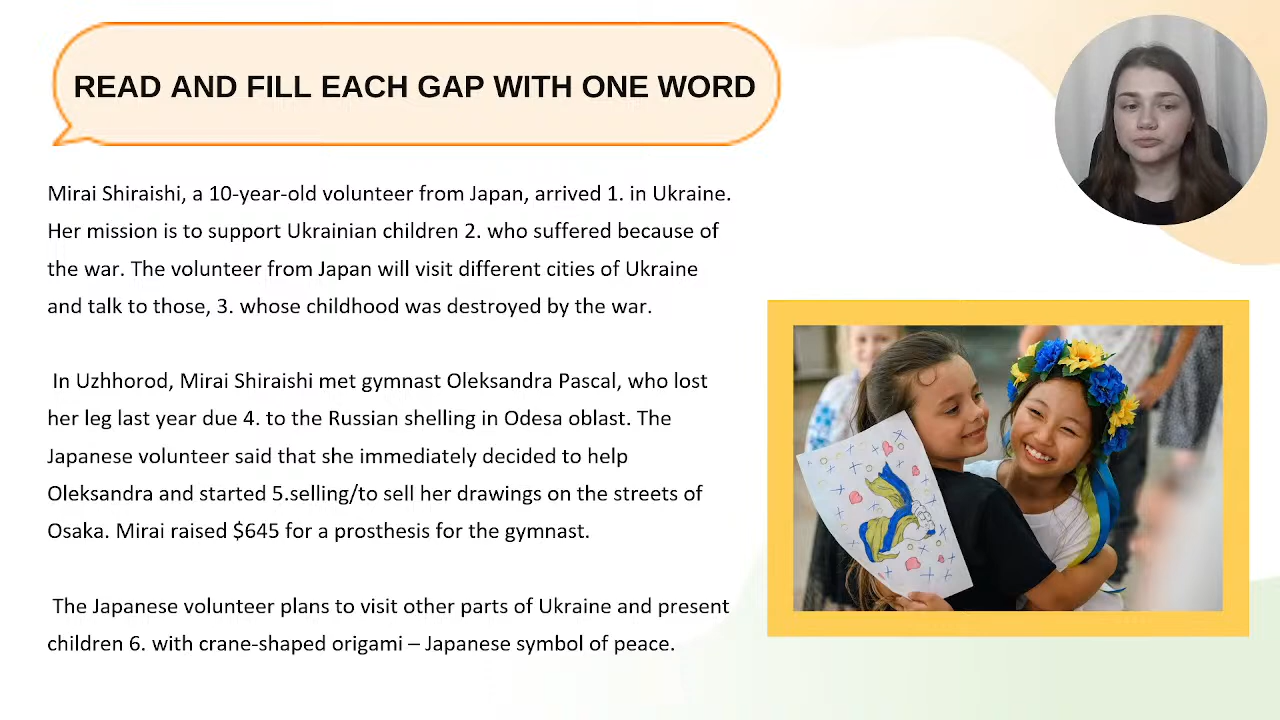 READ AND FILL EACH GAP WITH ONE WORD
Mirai Shiraishi, a 10-year-old volunteer from Japan, arrived 1. in Ukraine.
Her mission is to support Ukrainian children 2. who suffered because of
the war. The volunteer from Japan will visit different cities of Ukraine
and talk to those, 3. whose childhood was destroyed by the war.
In Uzhhorod, Mirai Shiraishi met gymnast Oleksandra Pascal, who lost
her leg last year due 4. to the Russian shelling in Odesa oblast. The
Japanese volunteer said that she immediately decided to help
Oleksandra and started 5.selling/to sell her drawings on the streets of
Osaka. Mirai raised $645 for a prosthesis for the gymnast.
The Japanese volunteer plans to visit other parts of Ukraine and present
children 6. with crane-shaped origami – Japanese symbol of peace.